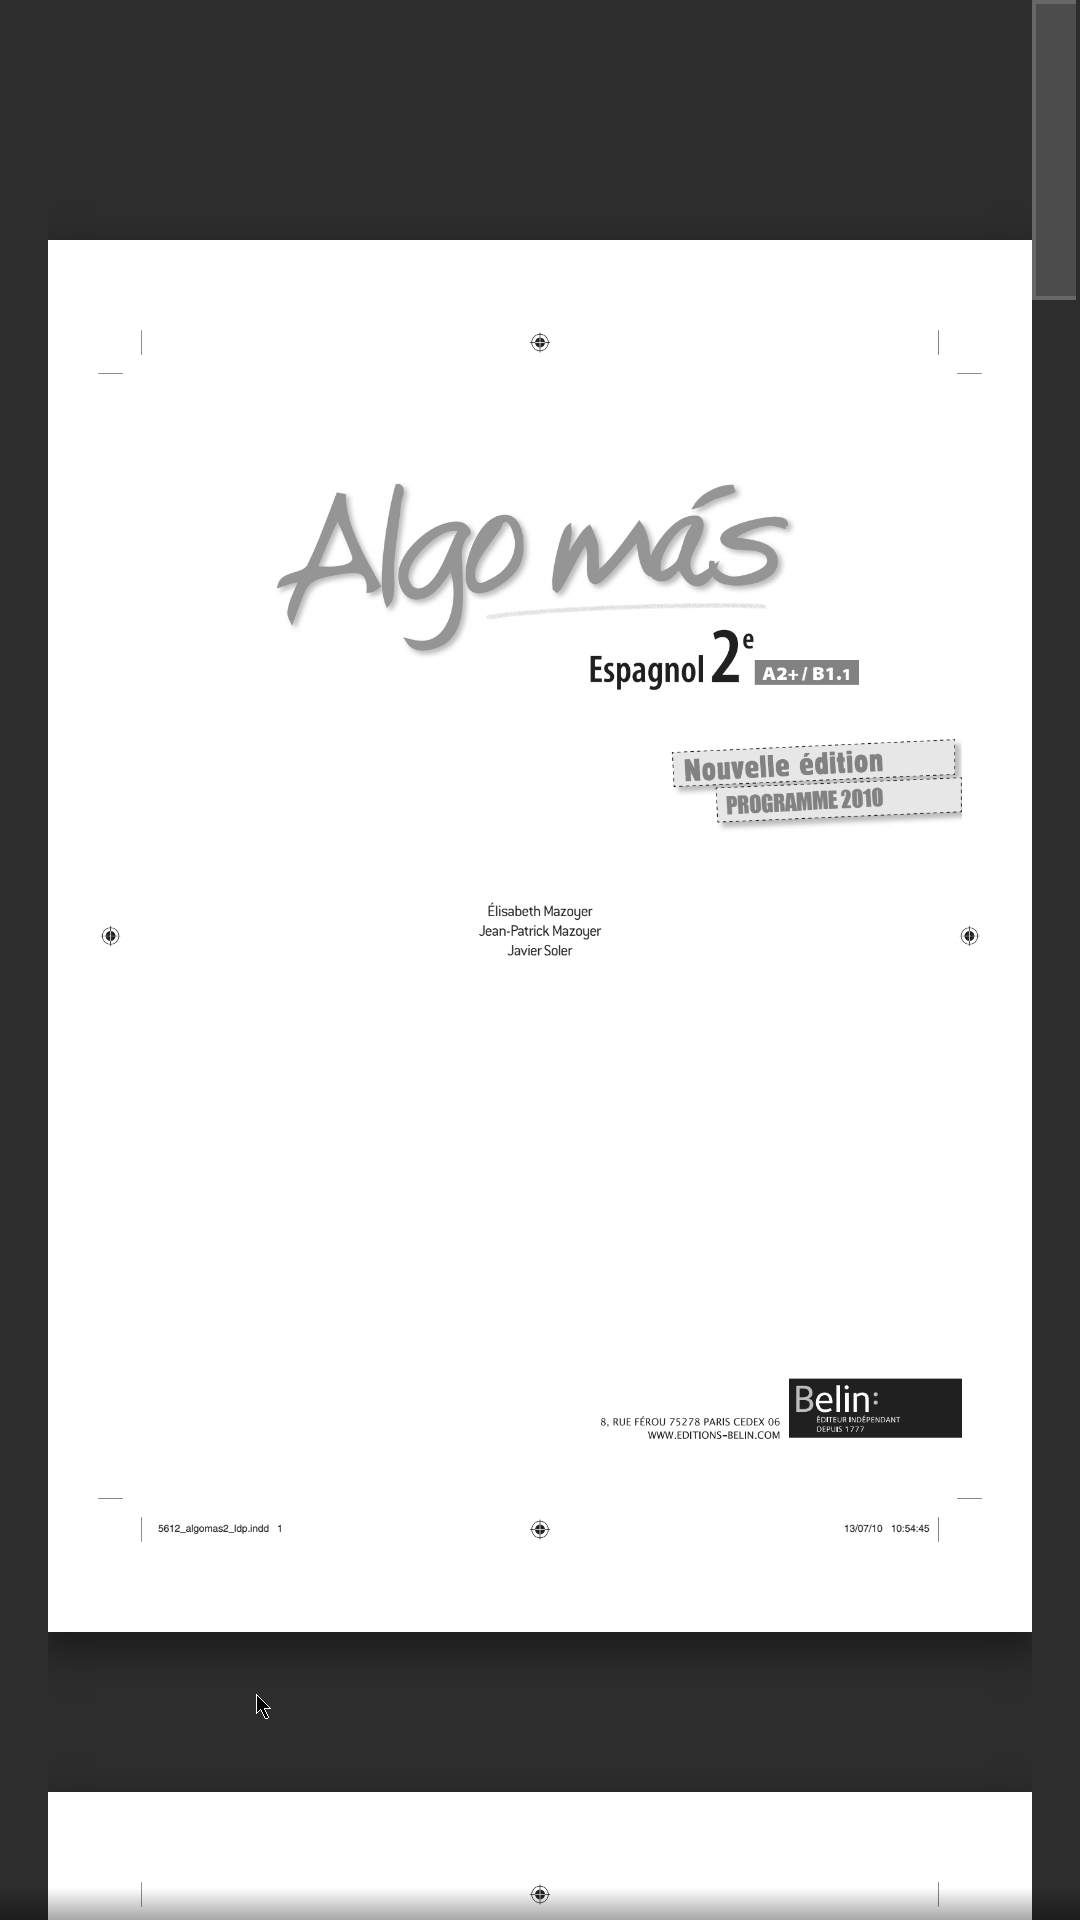 Algo más
Espagnol 2e A2+ / B1.1
Nouvelle édition
PROGRAMME 2010
Élisabeth Mazoyer
Jean-Patrick Mazoyer
Javier Soler
8, RUE FÉROU 75278 PARIS CEDEX 06
WWW.EDITIONS-BELIN.COM
Belin:
ÉDITEUR INDÉPENDANT
DEPUIS 1777
5612_algomas2_ldp.indd 1
13/07/10 10:54:45